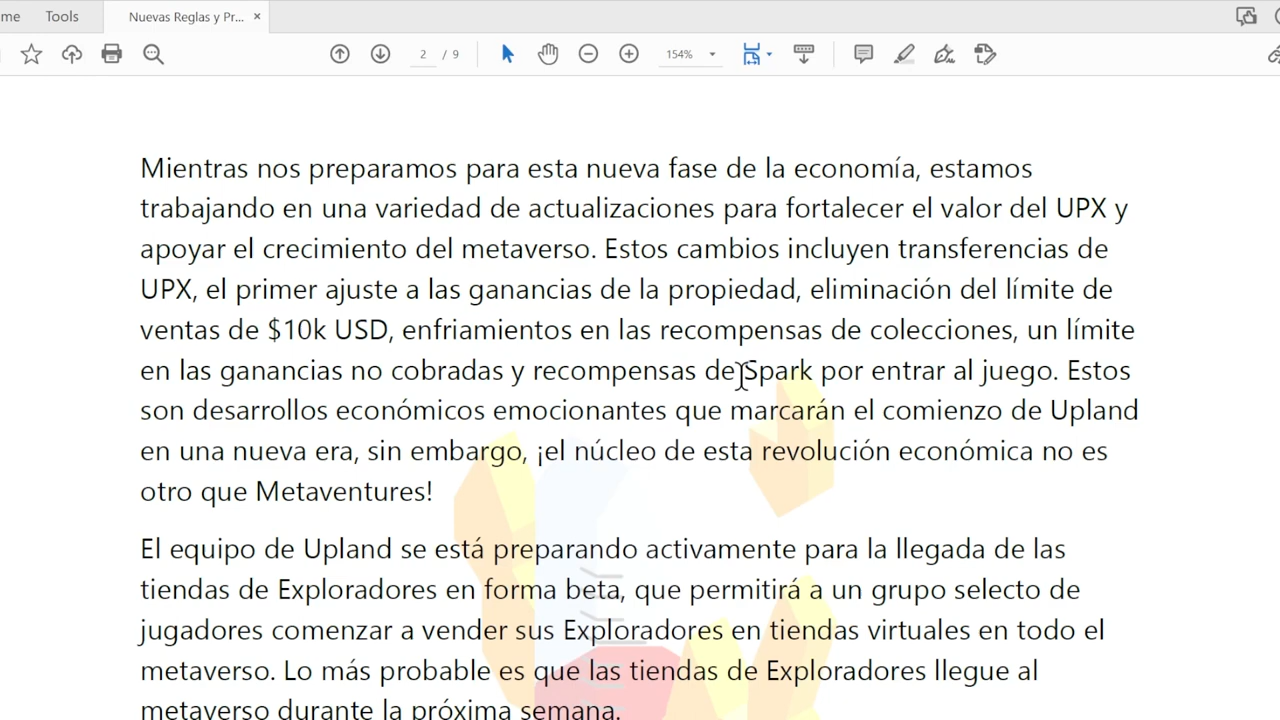 me Tools Nuevas Reglas y Pr... ×
2 / 9 154%
Mientras nos preparamos para esta nueva fase de la economía, estamos
trabajando en una variedad de actualizaciones para fortalecer el valor del UPX y
apoyar el crecimiento del metaverso. Estos cambios incluyen transferencias de
UPX, el primer ajuste a las ganancias de la propiedad, eliminación del límite de
ventas de $10k USD, enfriamientos en las recompensas de colecciones, un límite
en las ganancias no cobradas y recompensas de Spark por entrar al juego. Estos
son desarrollos económicos emocionantes que marcarán el comienzo de Upland
en una nueva era, sin embargo, ¡el núcleo de esta revolución económica no es
otro que Metaventures!
El equipo de Upland se está preparando activamente para la llegada de las
tiendas de Exploradores en forma beta, que permitirá a un grupo selecto de
jugadores comenzar a vender sus Exploradores en tiendas virtuales en todo el
metaverso. Lo más probable es que las tiendas de Exploradores llegue al
metaverso durante la próxima semana.